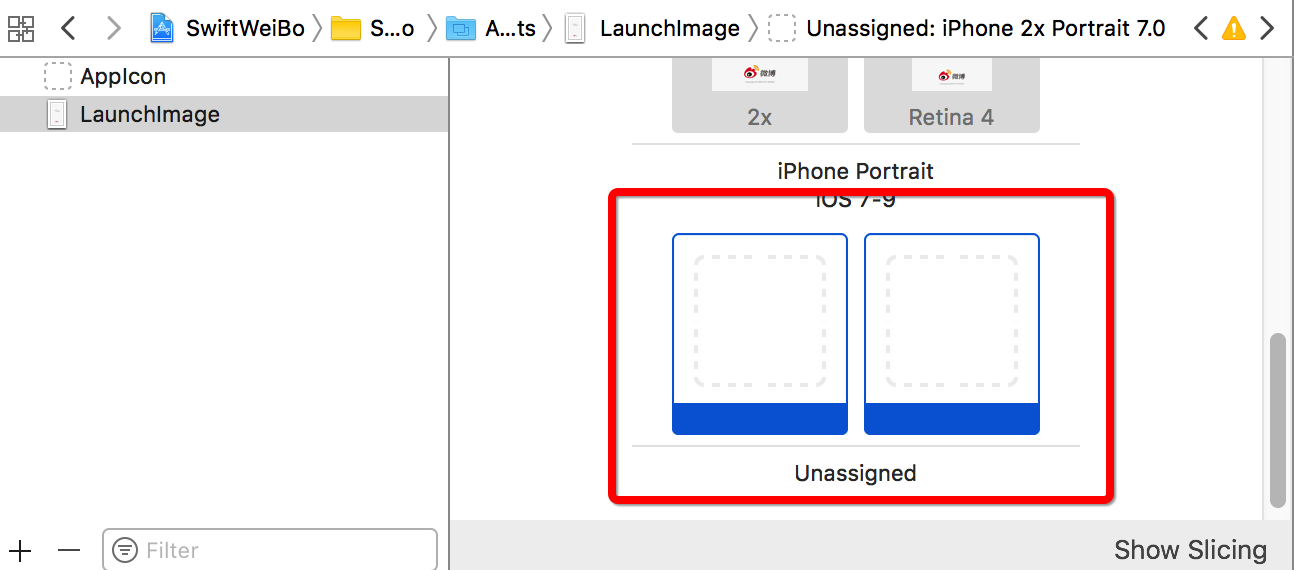 SwiftWeiBo S...o A...ts LaunchImage Unassigned: iPhone 2x Portrait 7.0
AppIcon
LaunchImage
微博 微博
2x Retina 4
iPhone Portrait
iOS 7-9
Unassigned
Filter
Show Slicing